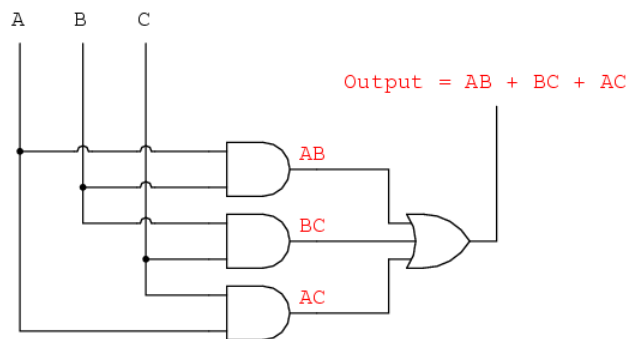 A B C
Output = AB + BC + AC
AB
BC
AC